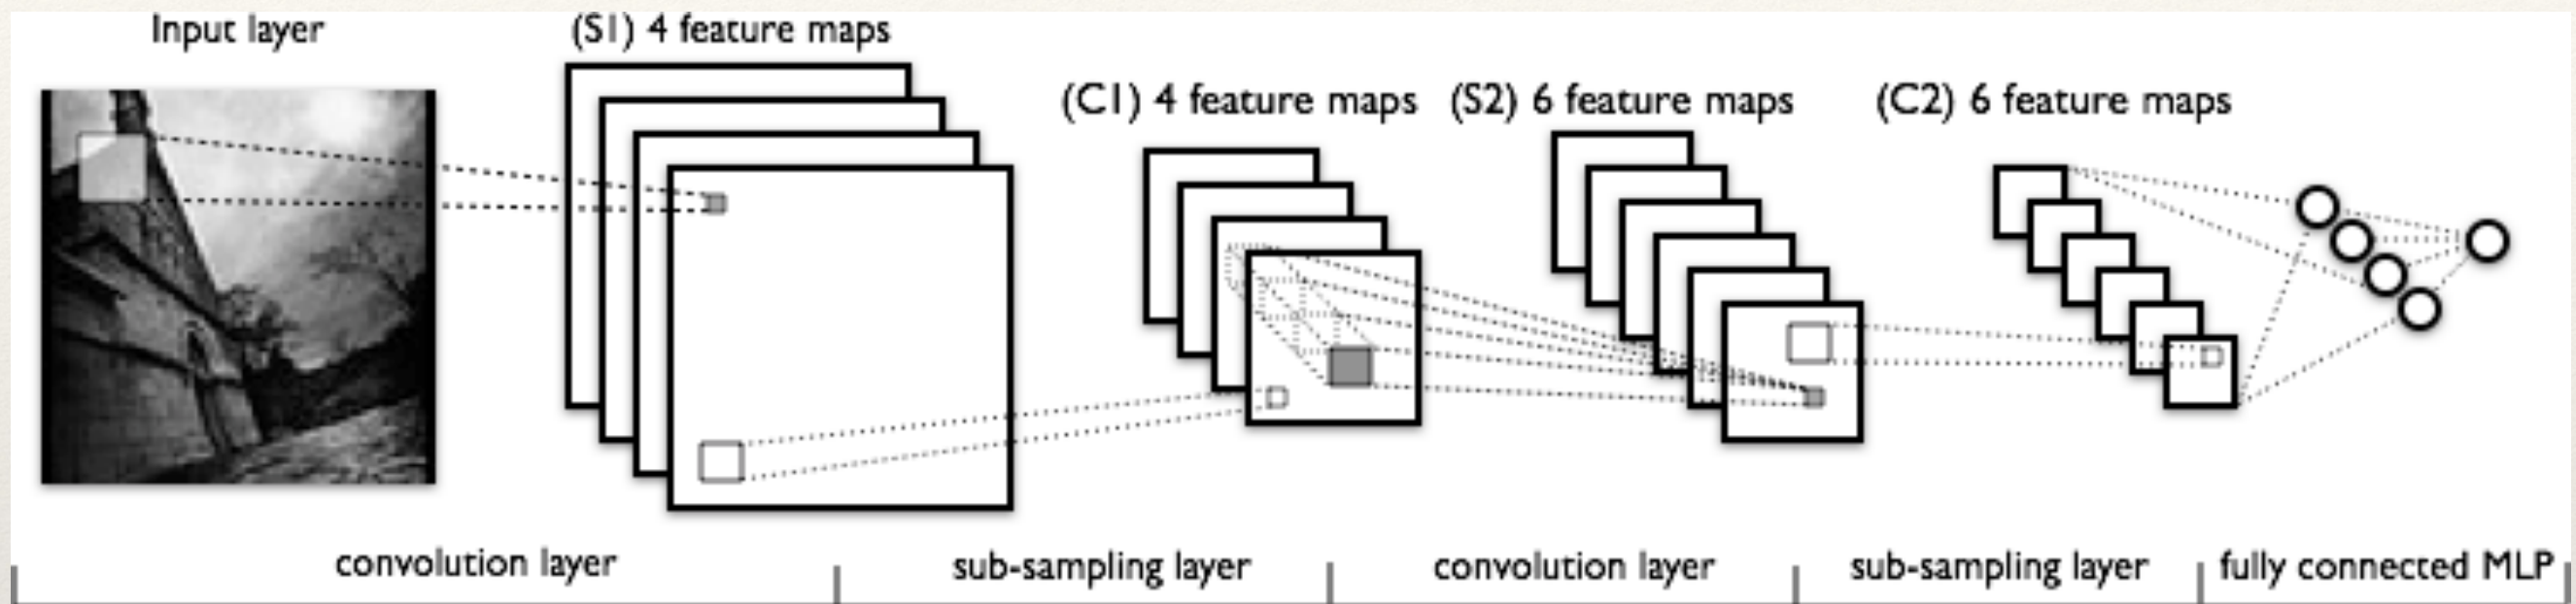 Input layer
(S1) 4 feature maps
(C1) 4 feature maps
(S2) 6 feature maps
(C2) 6 feature maps
convolution layer
sub-sampling layer
convolution layer
sub-sampling layer
fully connected MLP